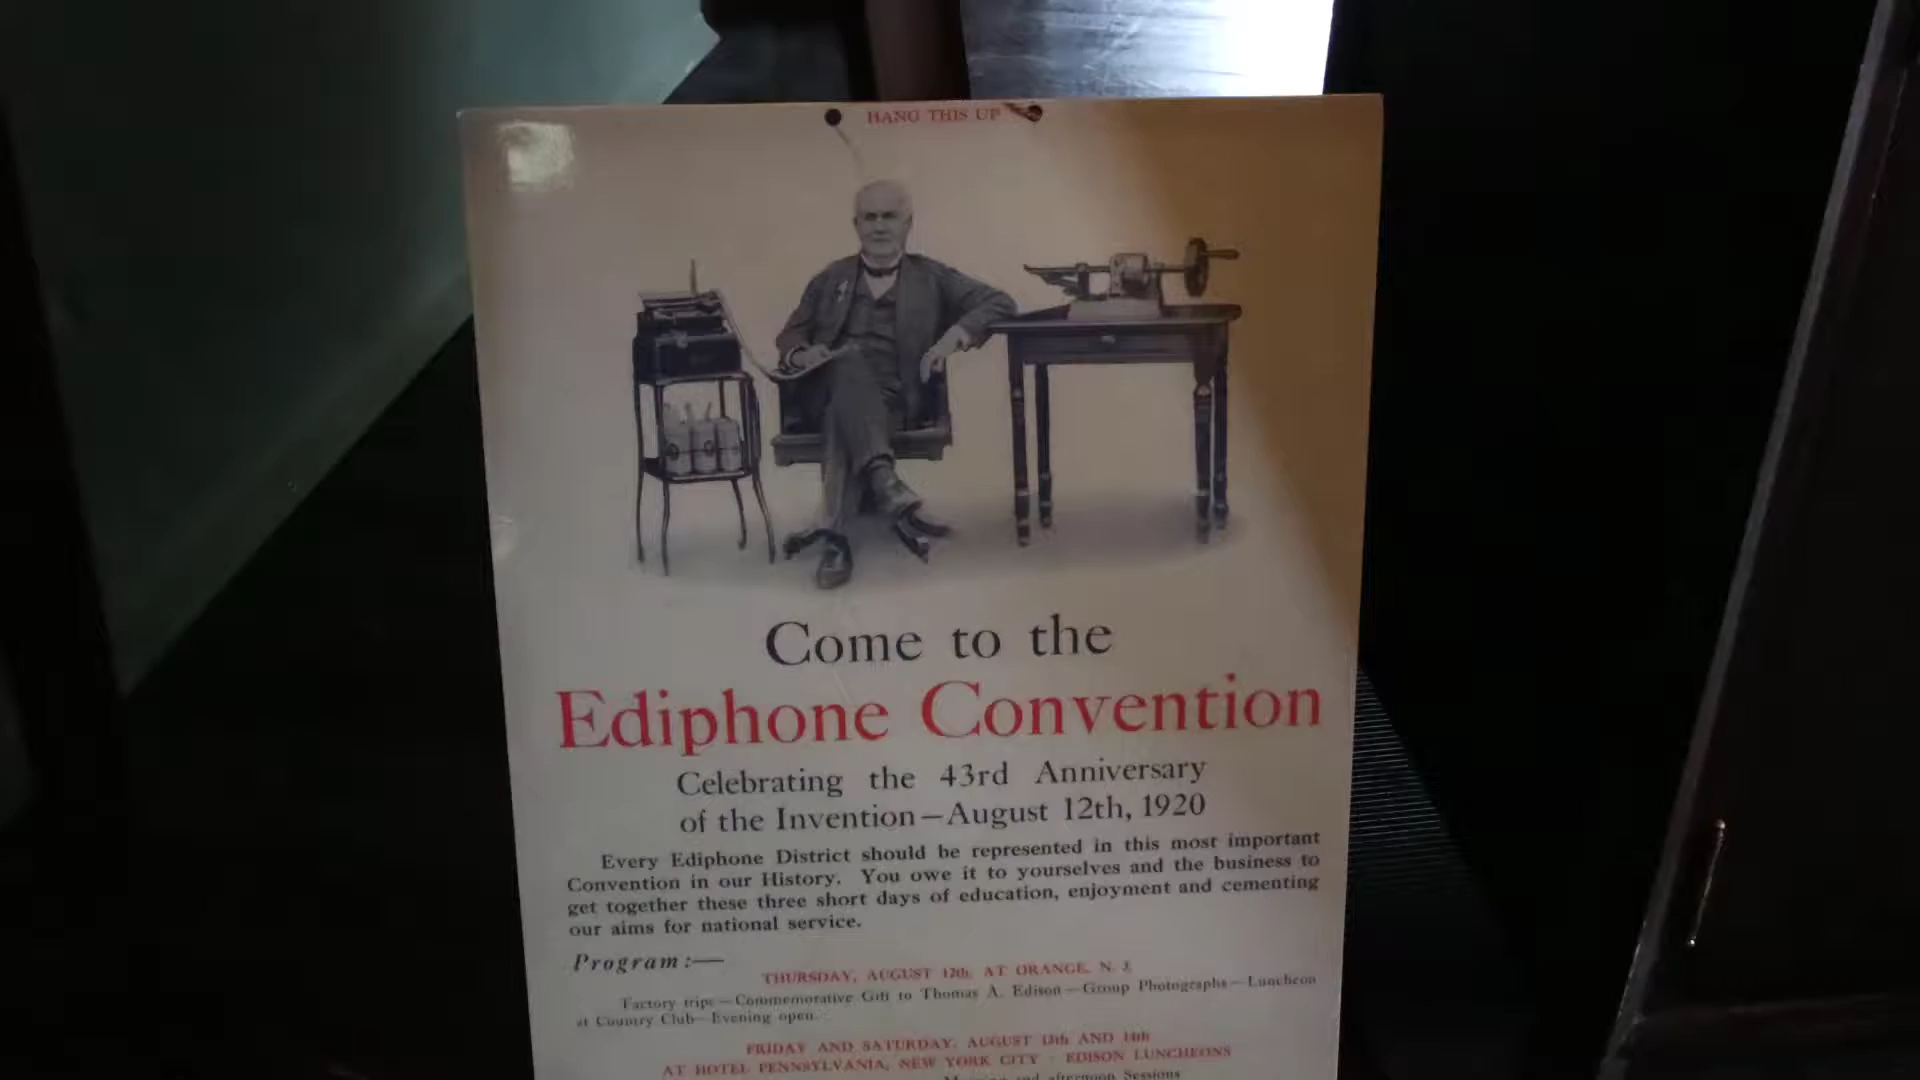 HANG THIS UP
Come to the
Ediphone Convention
Celebrating the 43rd Anniversary
of the Invention—August 12th, 1920
Every Ediphone District should be represented in this most important
Convention in our History. You owe it to yourselves and the business to
get together these three short days of education, enjoyment and cementing
our aims for national service.
Program:—
THURSDAY, AUGUST 12th, AT ORANGE, N. J.
Factory trips—Commemorative Gift to Thomas A. Edison—Group Photographs—Luncheon
at Country Club—Evening open.
FRIDAY AND SATURDAY, AUGUST 13th AND 14th
AT HOTEL PENNSYLVANIA, NEW YORK CITY - EDISON LUNCHEONS
and afternoon Sessions